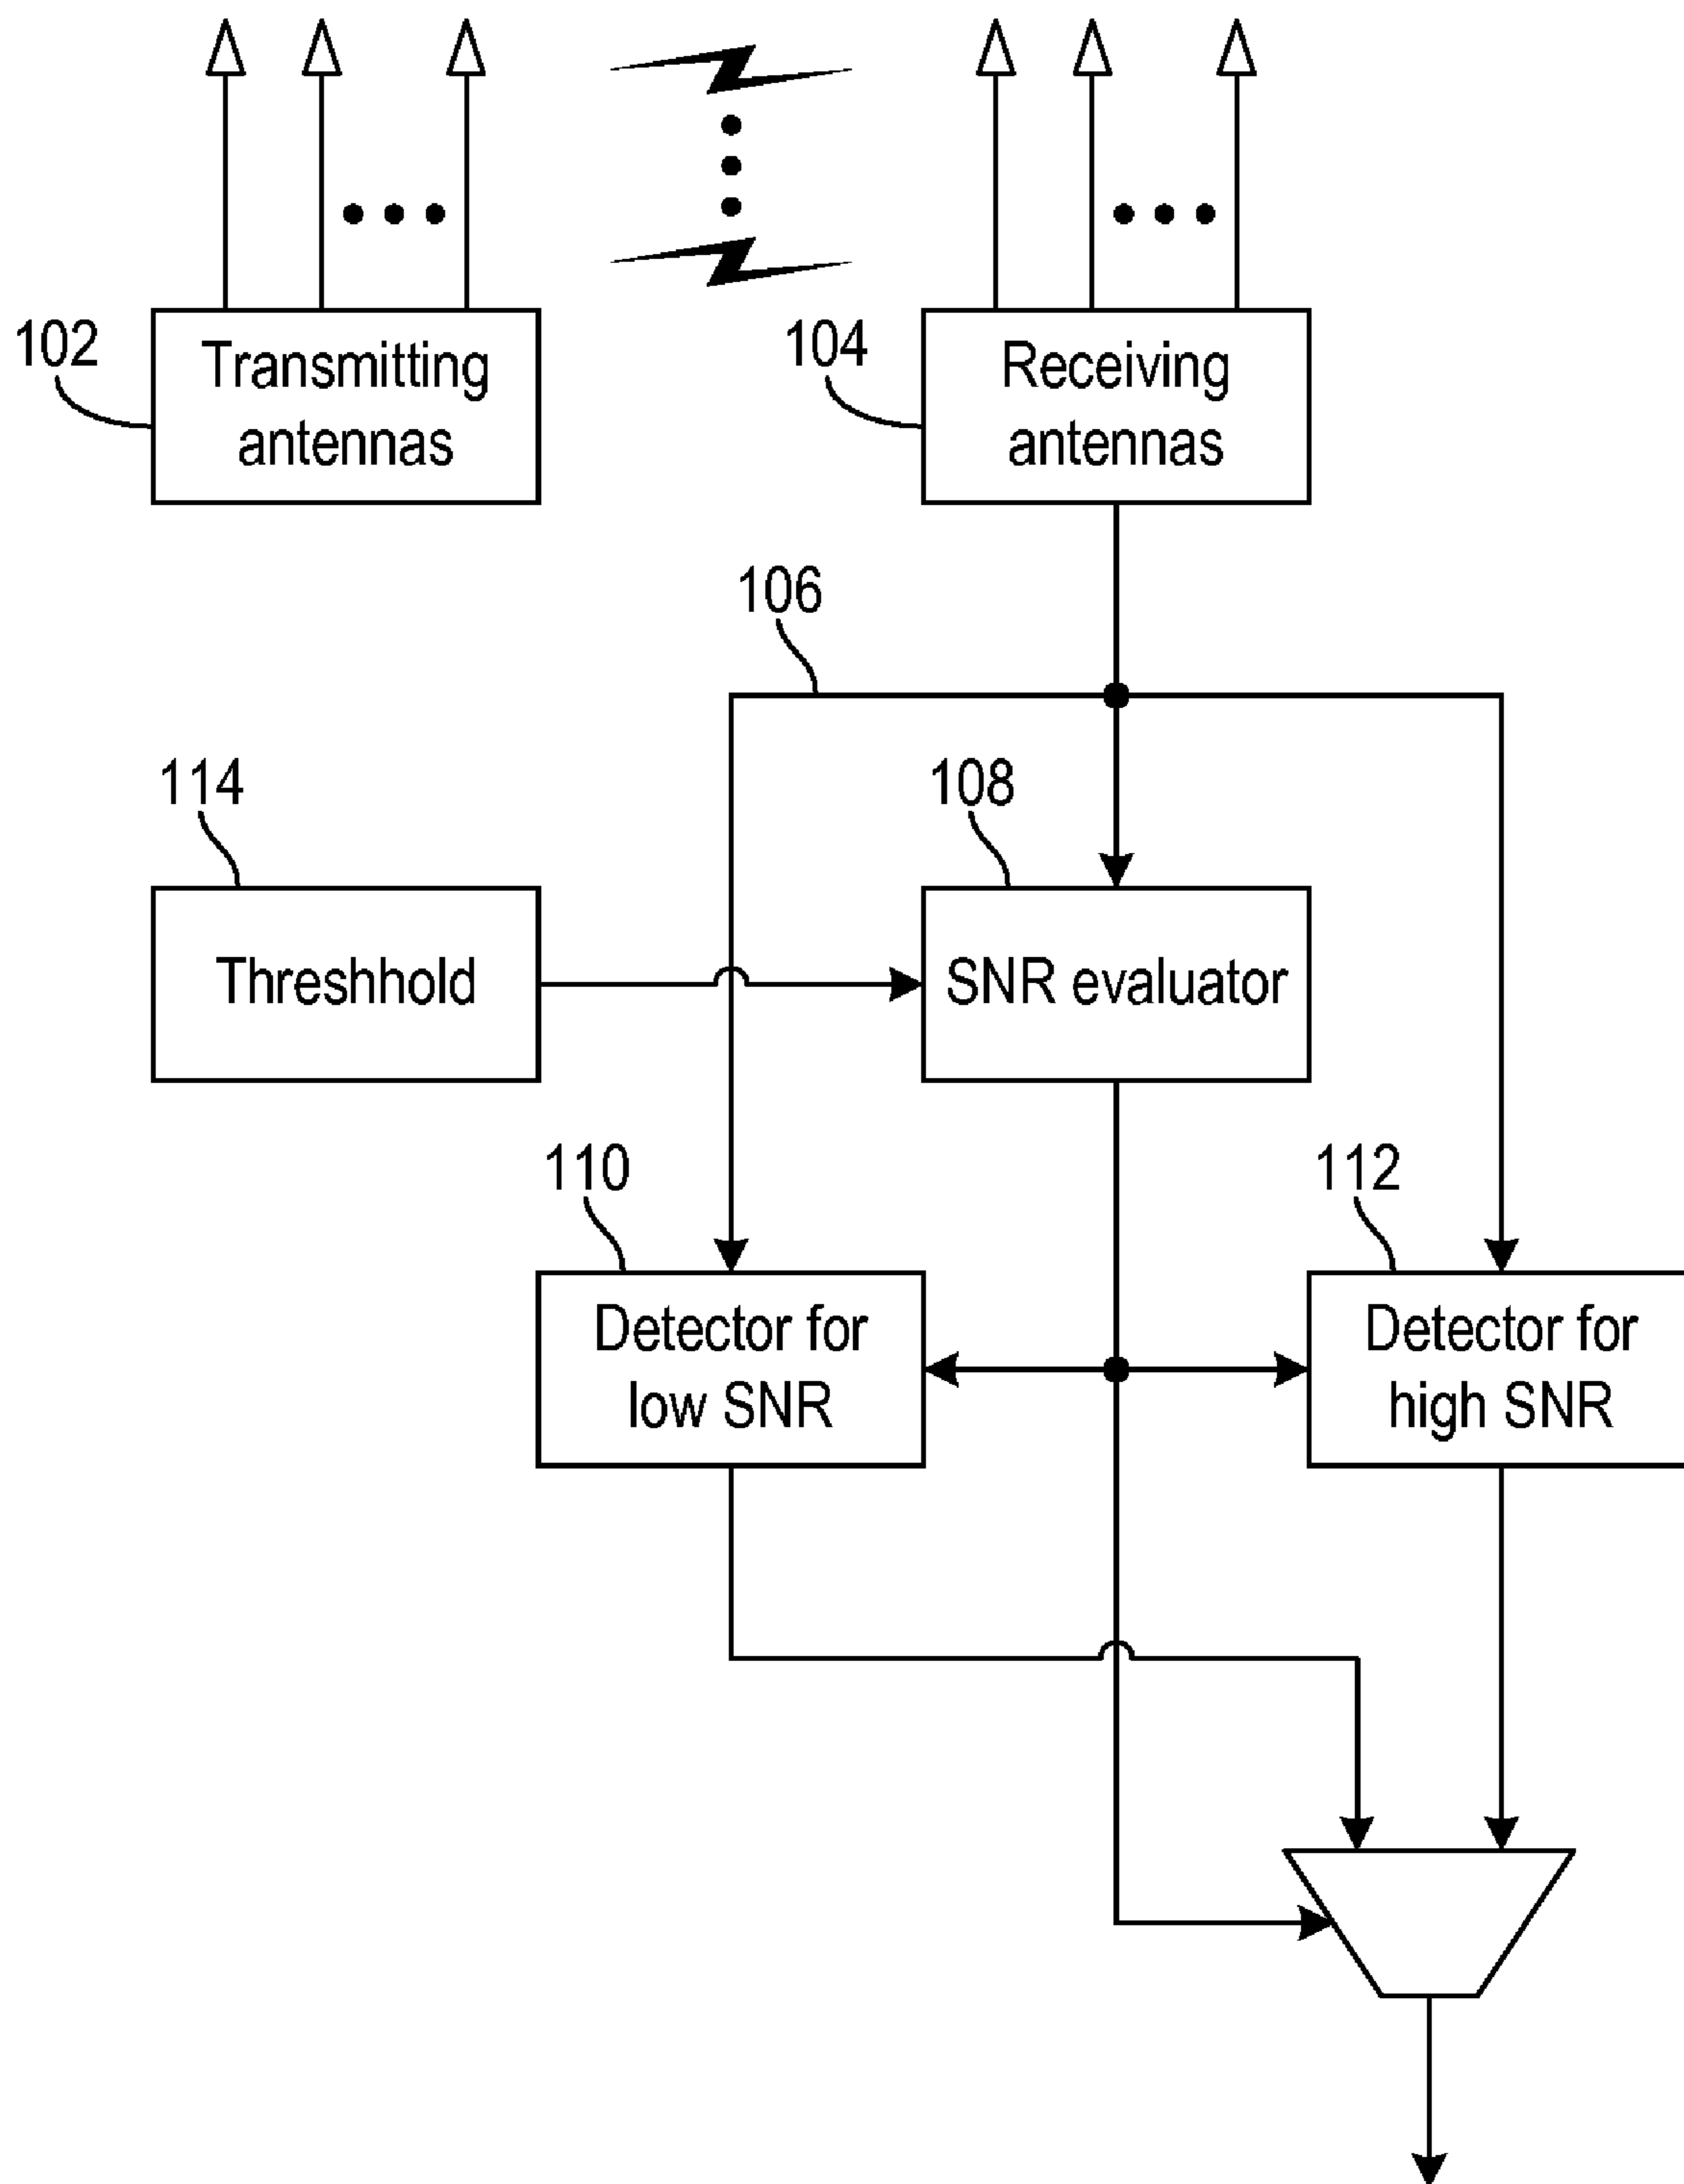 102
Transmitting
antennas
104
Receiving
antennas
106
114
Threshhold
108
SNR evaluator
110
Detector for
low SNR
112
Detector for
high SNR